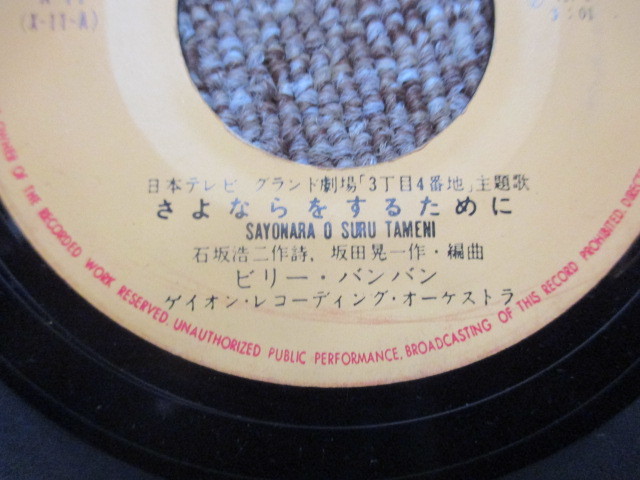 (X-11-A)
日本テレビ グランド劇場「3丁目4番地」主題歌
さよならをするために
SAYONARA O SURU TAMENI
石坂浩二作詩、坂田晃一作・編曲
ビリー・バンバン
ケイオン・レコーディング・オーケストラ
OWNER OF THE RECORDED WORK RESERVED. UNAUTHORIZED PUBLIC PERFORMANCE, BROADCASTING OF THIS RECORD PROHIBITED.